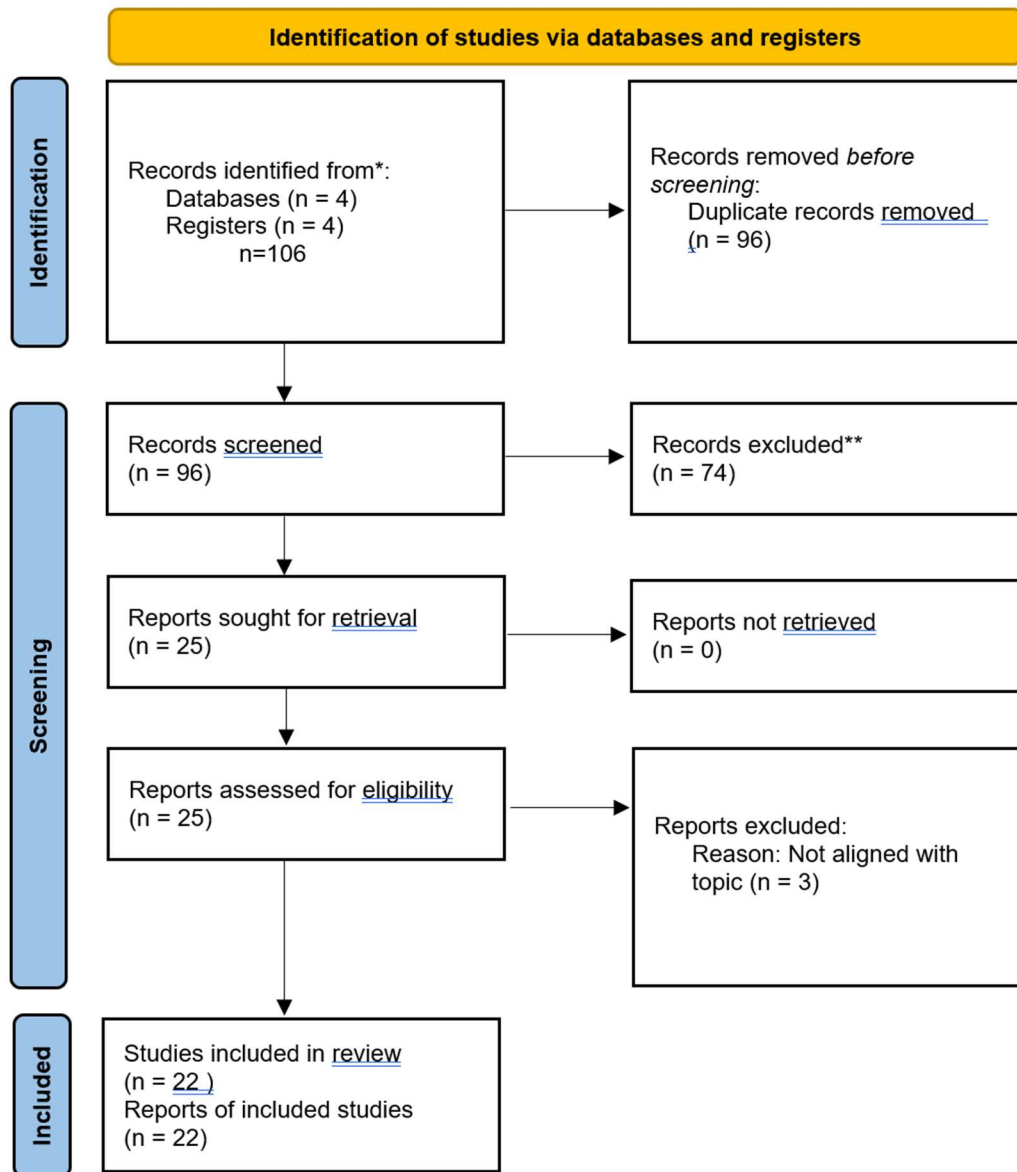 Identification of studies via databases and registers
Identification
Records identified from*:
Databases (n = 4)
Registers (n = 4)
n=106
Records removed before
screening:
Duplicate records removed
(n = 96)
Screening
Records screened
(n = 96)
Records excluded**
(n = 74)
Reports sought for retrieval
(n = 25)
Reports not retrieved
(n = 0)
Reports assessed for eligibility
(n = 25)
Reports excluded:
Reason: Not aligned with
topic (n = 3)
Included
Studies included in review
(n = 22 )
Reports of included studies
(n = 22)